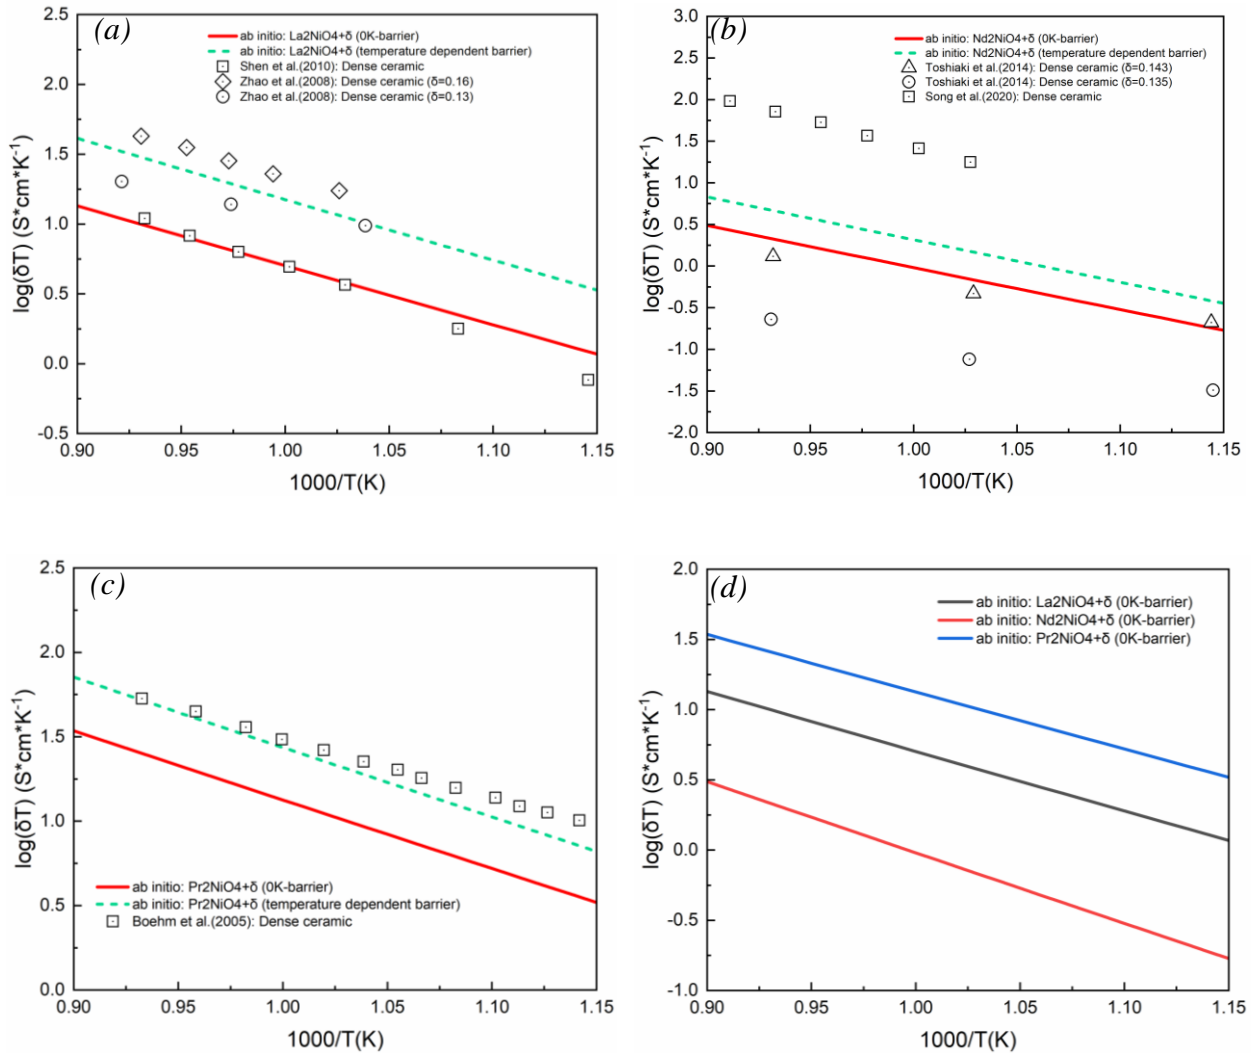 (a)
2.5
2.0
1.5
1.0
0.5
0.0
-0.5
log(δT) (S*cm*K-1)
0.90 0.95 1.00 1.05 1.10 1.15
1000/T(K)
ab initio: La2NiO4+δ (0K-barrier)
ab initio: La2NiO4+δ (temperature dependent barrier)
Shen et al.(2010): Dense ceramic
Zhao et al.(2008): Dense ceramic (δ=0.16)
Zhao et al.(2008): Dense ceramic (δ=0.13)
(b)
3.0
2.5
2.0
1.5
1.0
0.5
0.0
-0.5
-1.0
-1.5
-2.0
log(δT) (S*cm*K-1)
0.90 0.95 1.00 1.05 1.10 1.15
1000/T(K)
ab initio: Nd2NiO4+δ (0K-barrier)
ab initio: Nd2NiO4+δ (temperature dependent barrier)
Toshiaki et al.(2014): Dense ceramic (δ=0.143)
Toshiaki et al.(2014): Dense ceramic (δ=0.135)
Song et al.(2020): Dense ceramic
(c)
2.5
2.0
1.5
1.0
0.5
0.0
log(δT) (S*cm*K-1)
0.90 0.95 1.00 1.05 1.10 1.15
1000/T(K)
ab initio: Pr2NiO4+δ (0K-barrier)
ab initio: Pr2NiO4+δ (temperature dependent barrier)
Boehm et al.(2005): Dense ceramic
(d)
2.0
1.5
1.0
0.5
0.0
-0.5
-1.0
log(δT) (S*cm*K-1)
0.90 0.95 1.00 1.05 1.10 1.15
1000/T(K)
ab initio: La2NiO4+δ (0K-barrier)
ab initio: Nd2NiO4+δ (0K-barrier)
ab initio: Pr2NiO4+δ (0K-barrier)